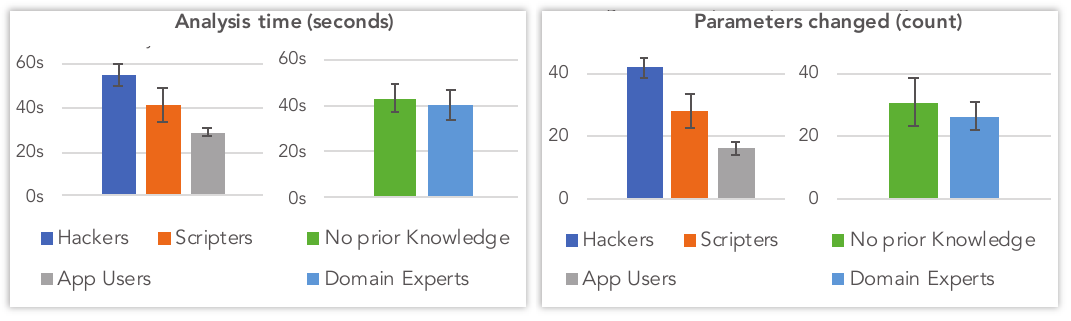 Analysis time (seconds)
60s
40s
20s
0s
60s
40s
20s
0s
Hackers
Scripters
App Users
No prior Knowledge
Domain Experts
Parameters changed (count)
40
20
0
40
20
0
Hackers
Scripters
App Users
No prior Knowledge
Domain Experts